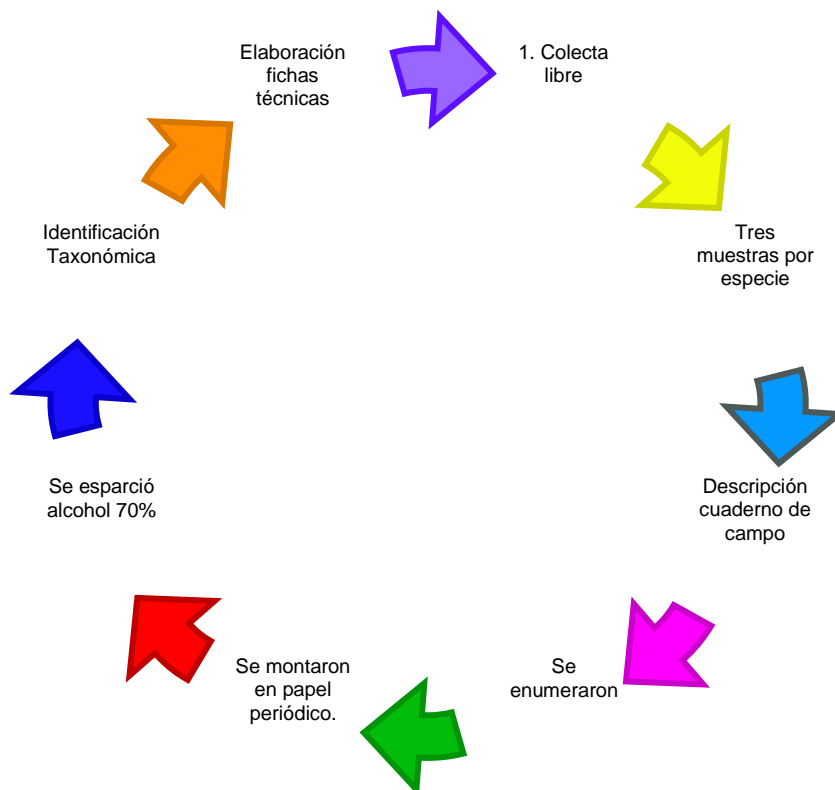 1. Colecta
libre
Tres
muestras por
especie
Descripción
cuaderno de
campo
Se
enumeraron
Se montaron
en papel
periódico.
Se esparció
alcohol 70%
Identificación
Taxonómica
Elaboración
fichas
técnicas